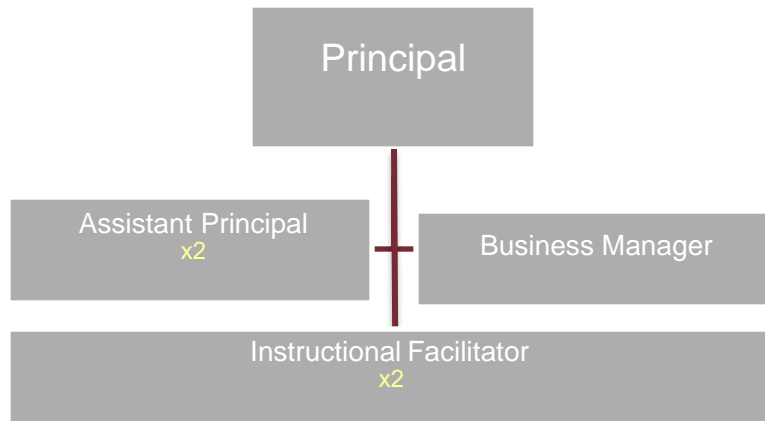 Principal
Assistant Principal
x2
Business Manager
Instructional Facilitator
x2